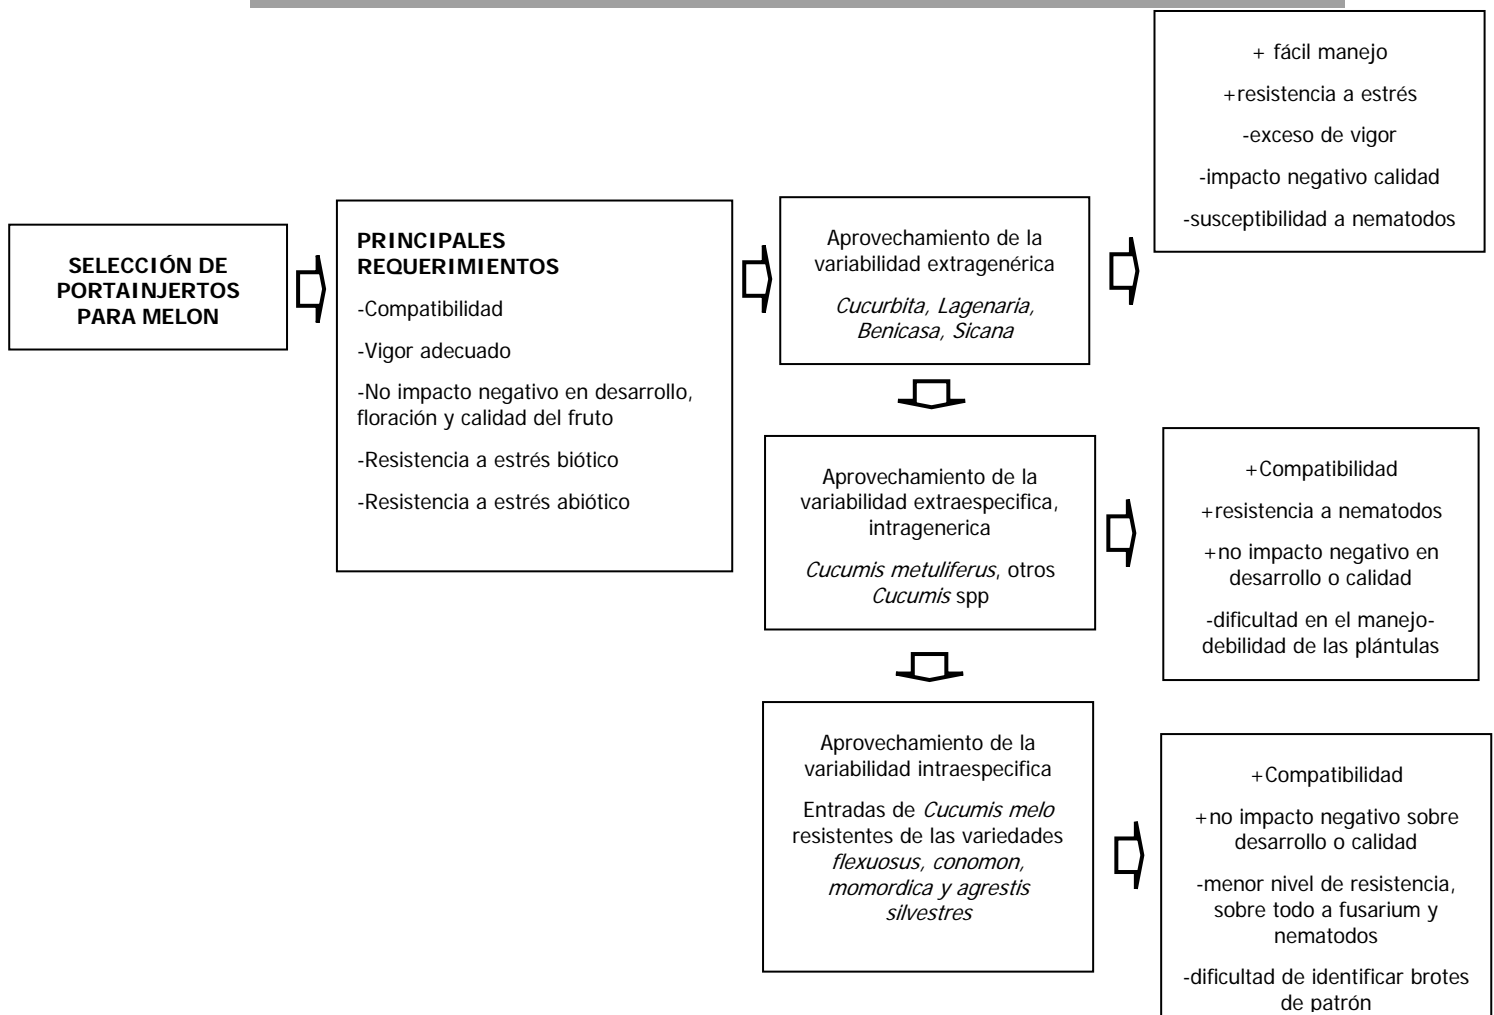 SELECCIÓN DE
PORTAINJERTOS
PARA MELON
PRINCIPALES
REQUERIMIENTOS
-Compatibilidad
-Vigor adecuado
-No impacto negativo en desarrollo,
floración y calidad del fruto
-Resistencia a estrés biótico
-Resistencia a estrés abiótico
Aprovechamiento de la
variabilidad extragenérica
Cucurbita, Lagenaria,
Benicasa, Sicana
+ fácil manejo
+resistencia a estrés
-exceso de vigor
-impacto negativo calidad
-susceptibilidad a nematodos
Aprovechamiento de la
variabilidad extraespecifica,
intragenerica
Cucumis metuliferus, otros
Cucumis spp
+Compatibilidad
+resistencia a nematodos
+no impacto negativo en
desarrollo o calidad
-dificultad en el manejo-
debilidad de las plántulas
Aprovechamiento de la
variabilidad intraespecifica
Entradas de Cucumis melo
resistentes de las variedades
flexuosus, conomon,
momordica y agrestis
silvestres
+Compatibilidad
+no impacto negativo sobre
desarrollo o calidad
-menor nivel de resistencia,
sobre todo a fusarium y
nematodos
-dificultad de identificar brotes
de patrón